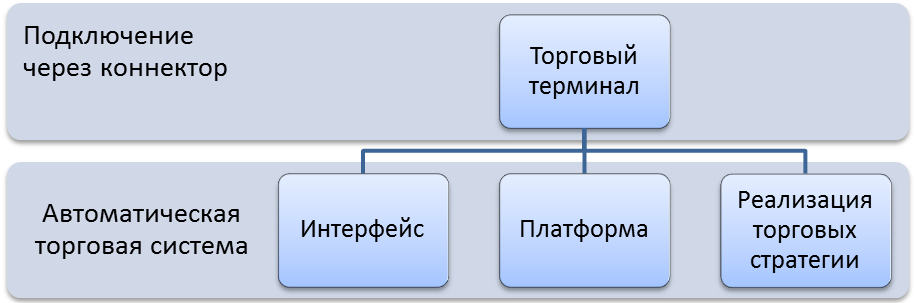 Подключение
через коннектор
Торговый
терминал
Автоматическая
торговая система
Интерфейс
Платформа
Реализация
торговых
стратегии